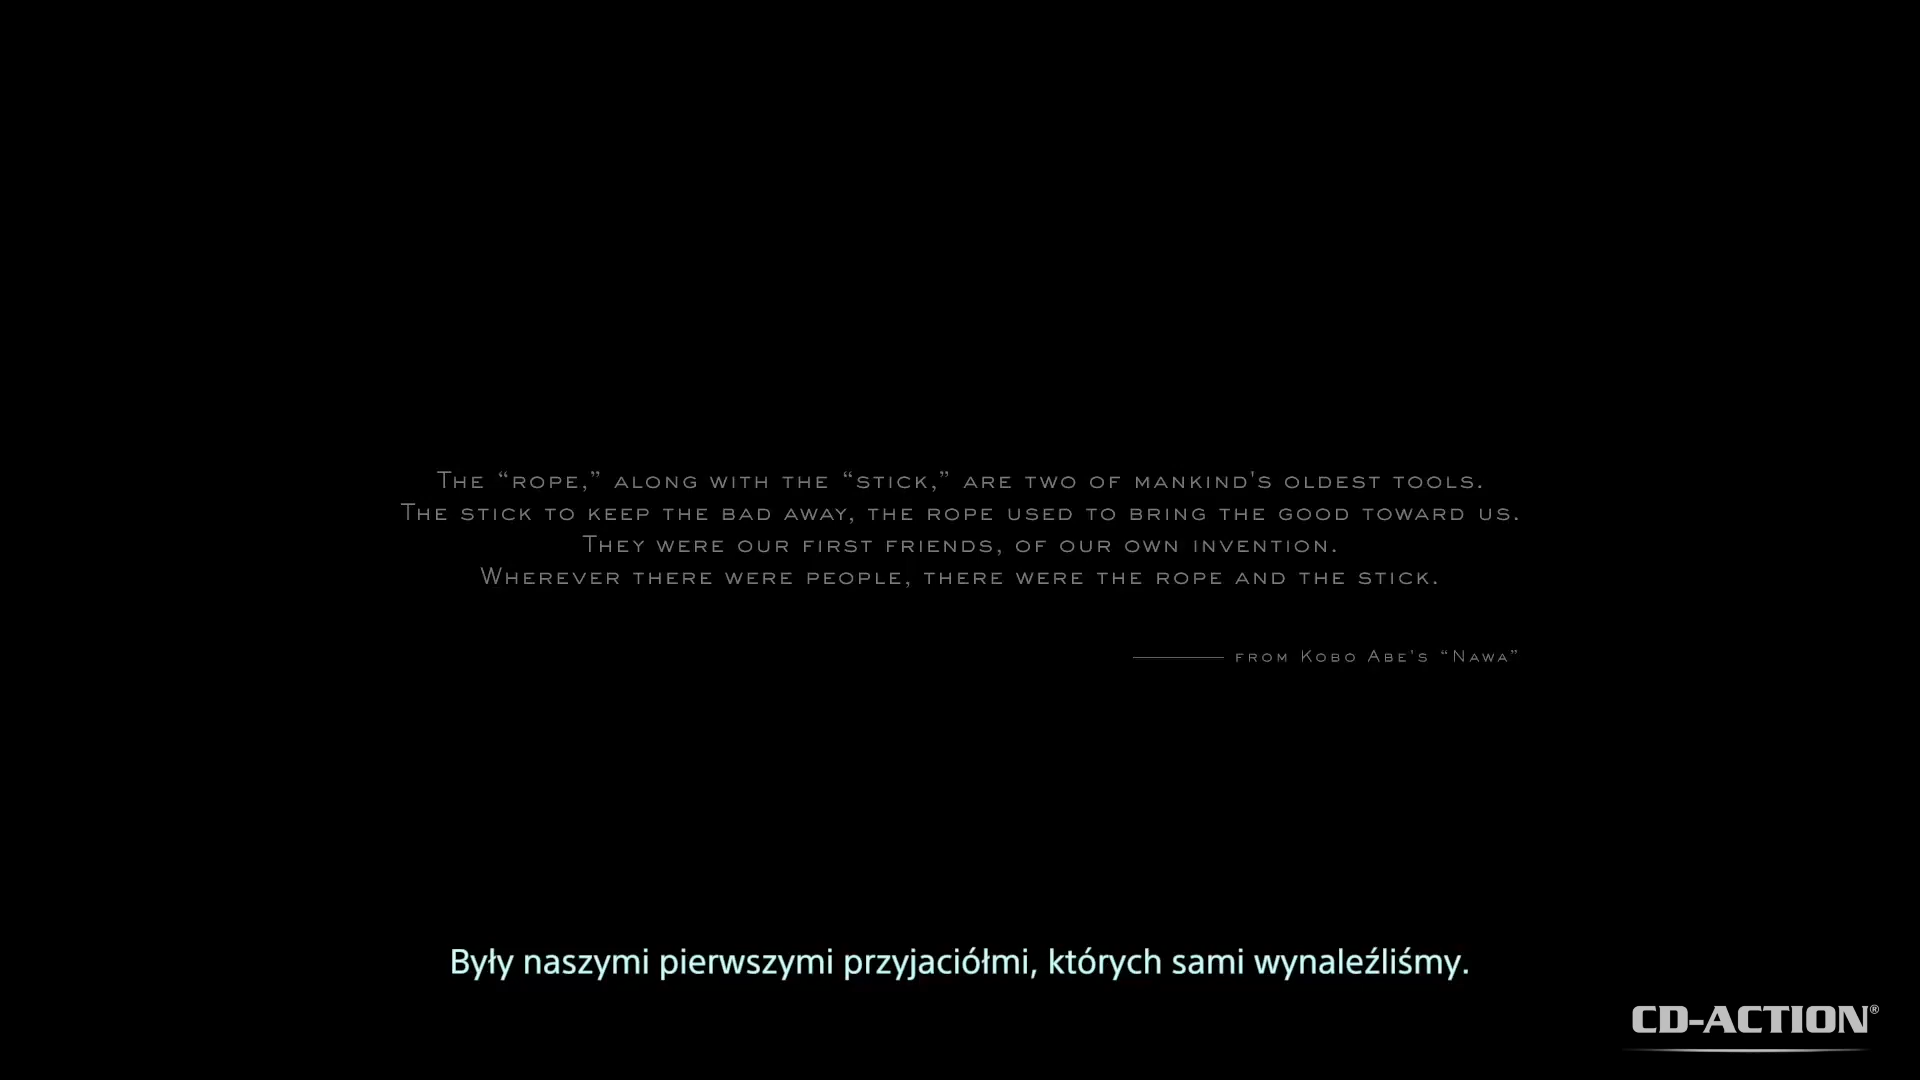 The “rope,” along with the “stick,” are two of mankind's oldest tools.
The stick to keep the bad away, the rope used to bring the good toward us.
They were our first friends, of our own invention.
Wherever there were people, there were the rope and the stick.
from Kobo Abe's “Nawa”
Były naszymi pierwszymi przyjaciółmi, których sami wynaleźliśmy.
CD-ACTION®